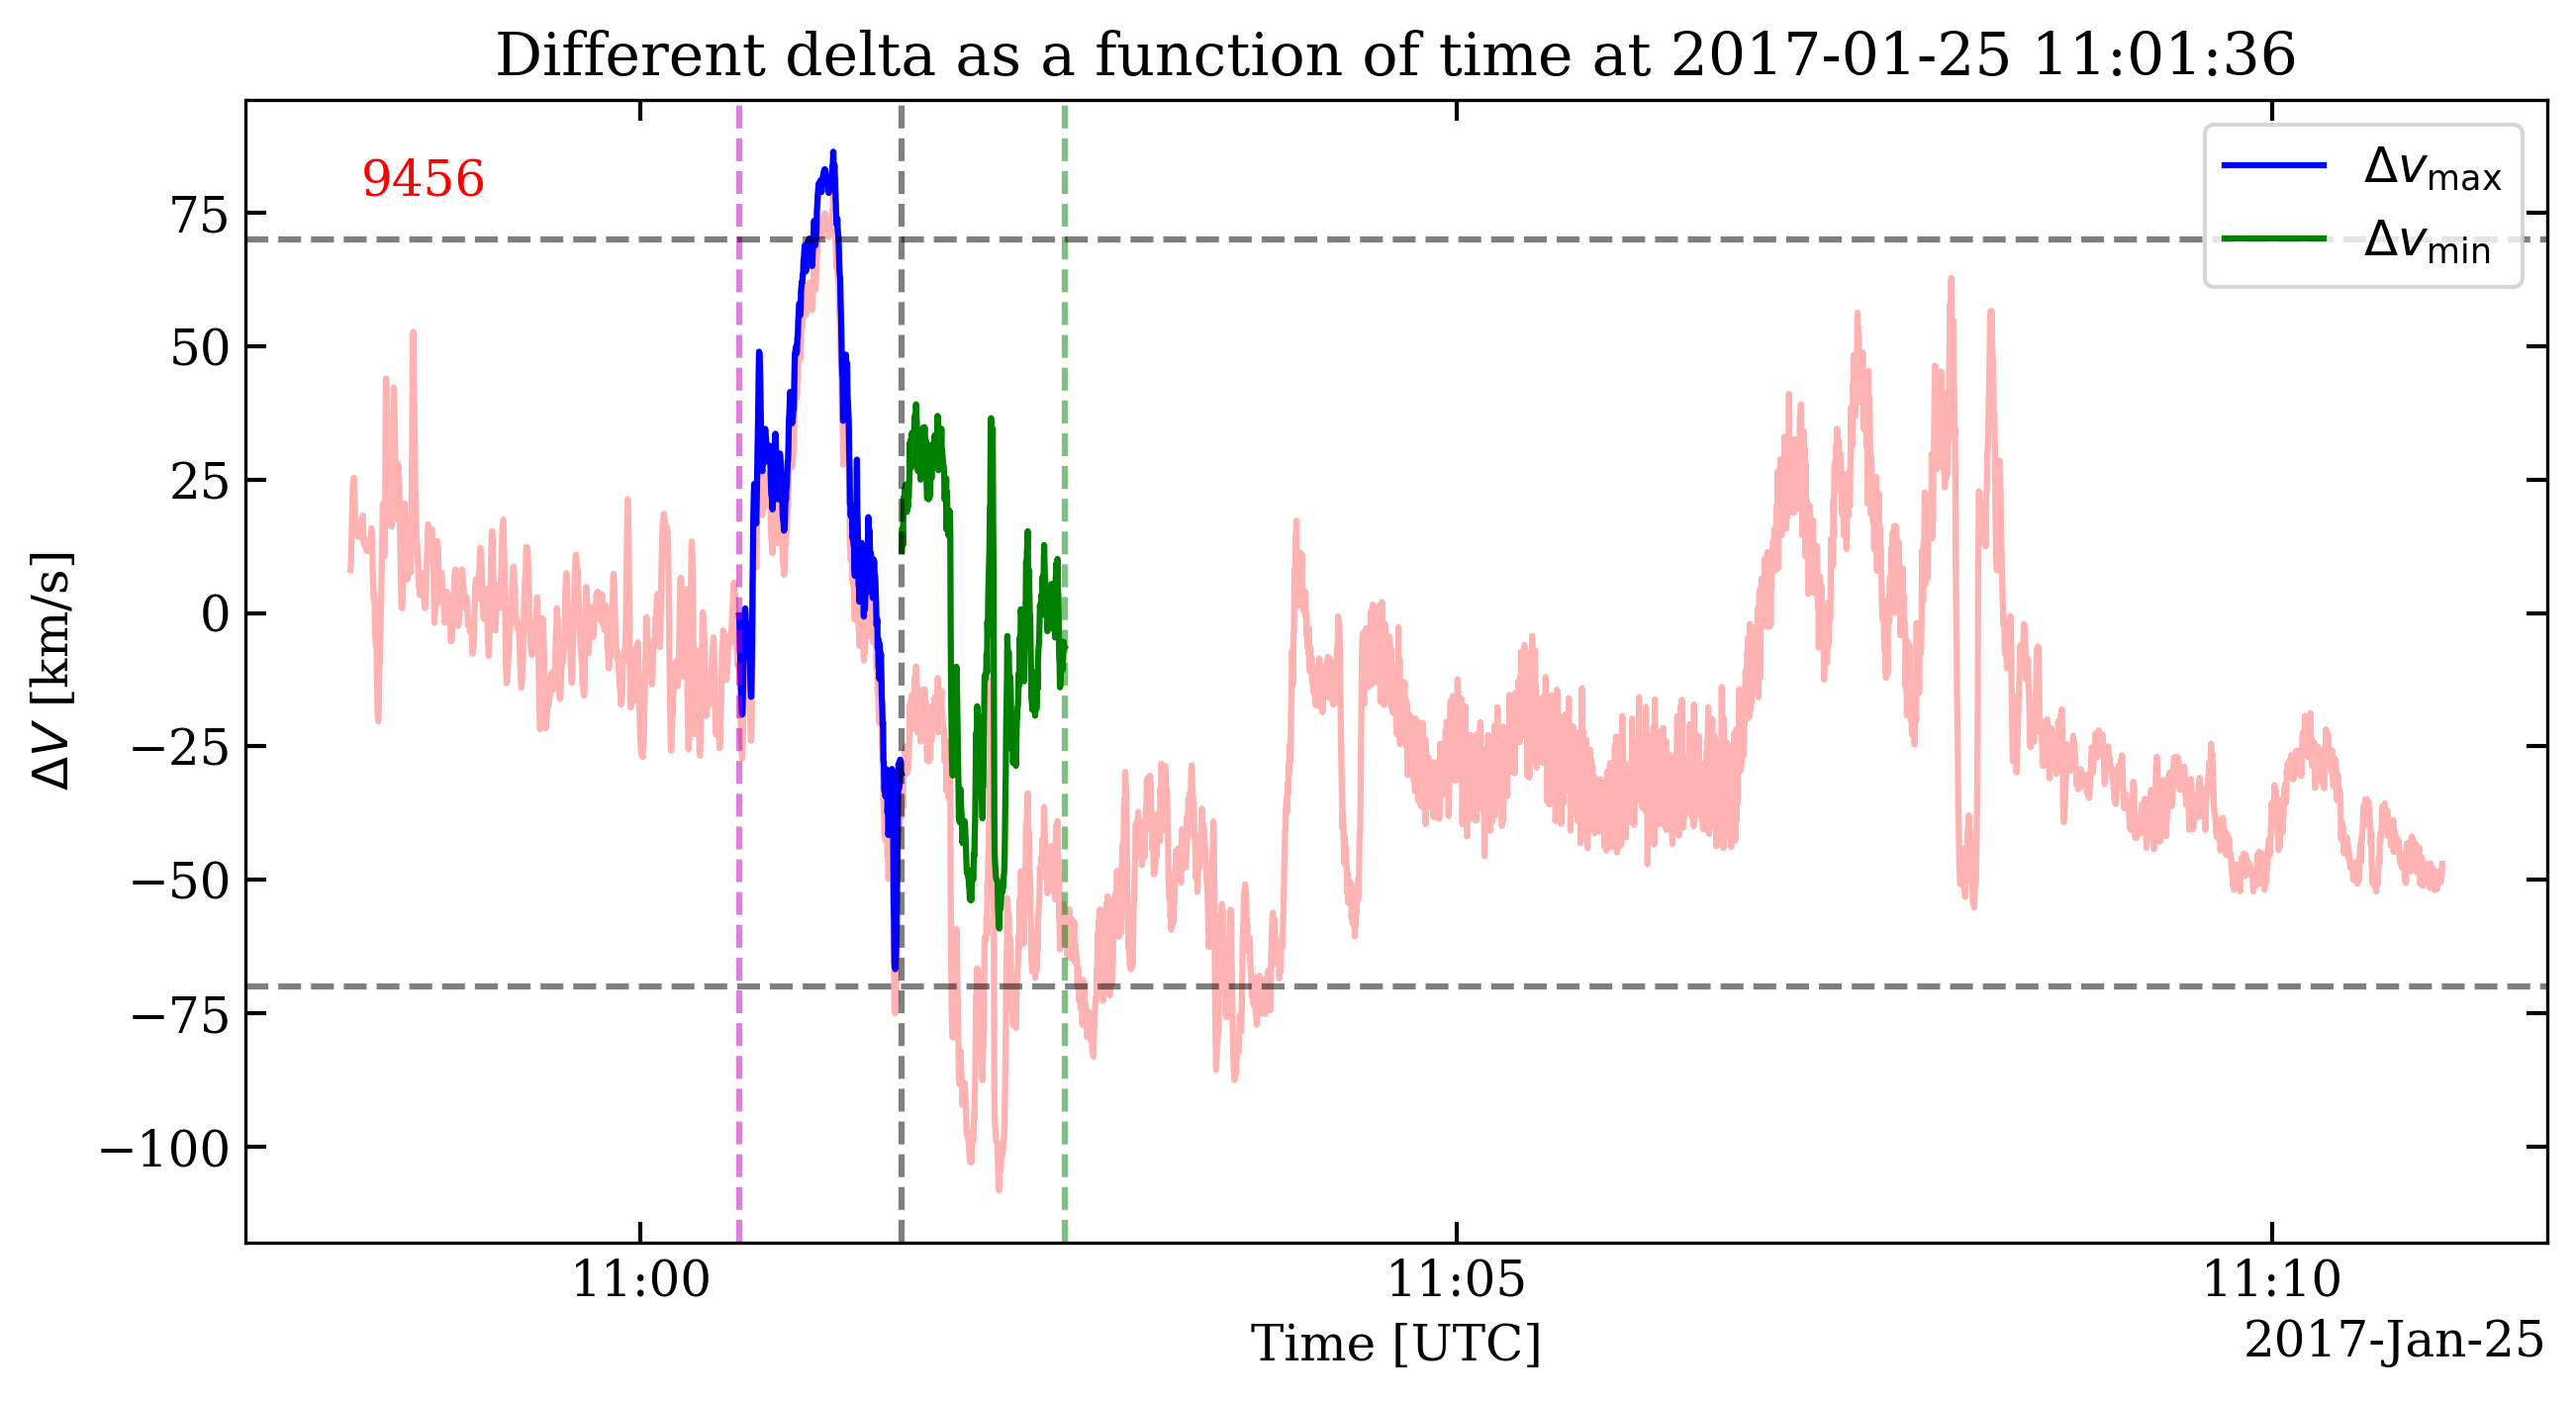 Different delta as a function of time at 2017-01-25 11:01:36
9456
Δv_max
Δv_min
75
50
25
0
−25
−50
−75
−100
ΔV [km/s]
11:00 11:05 11:10
Time [UTC]
2017-Jan-25